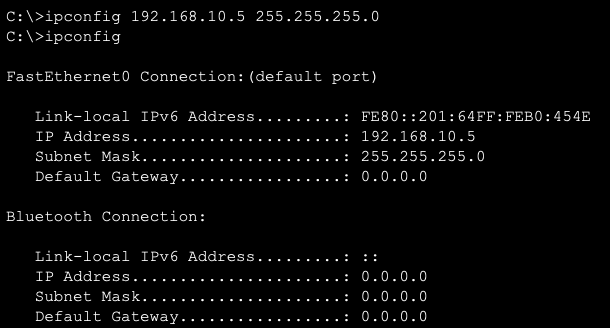 C:\>ipconfig 192.168.10.5 255.255.255.0
C:\>ipconfig
FastEthernet0 Connection:(default port)
Link-local IPv6 Address.........: FE80::201:64FF:FEB0:454E
IP Address......................: 192.168.10.5
Subnet Mask.....................: 255.255.255.0
Default Gateway.................: 0.0.0.0
Bluetooth Connection:
Link-local IPv6 Address.........: ::
IP Address......................: 0.0.0.0
Subnet Mask.....................: 0.0.0.0
Default Gateway.................: 0.0.0.0